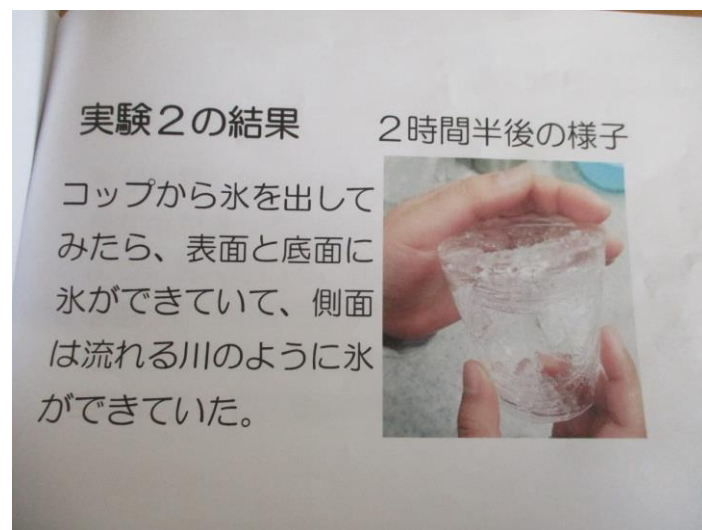 実験２の結果
２時間半後の様子
コップから氷を出して
みたら、表面と底面に
氷ができていて、側面
は流れる川のように氷
ができていた。